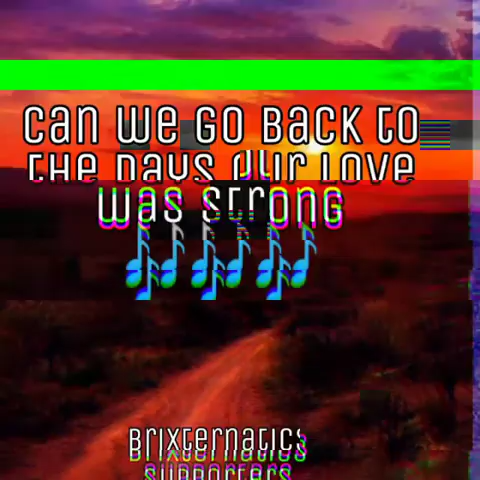 can we go Back to
the days our love
was strong
Brixternatics
supporters